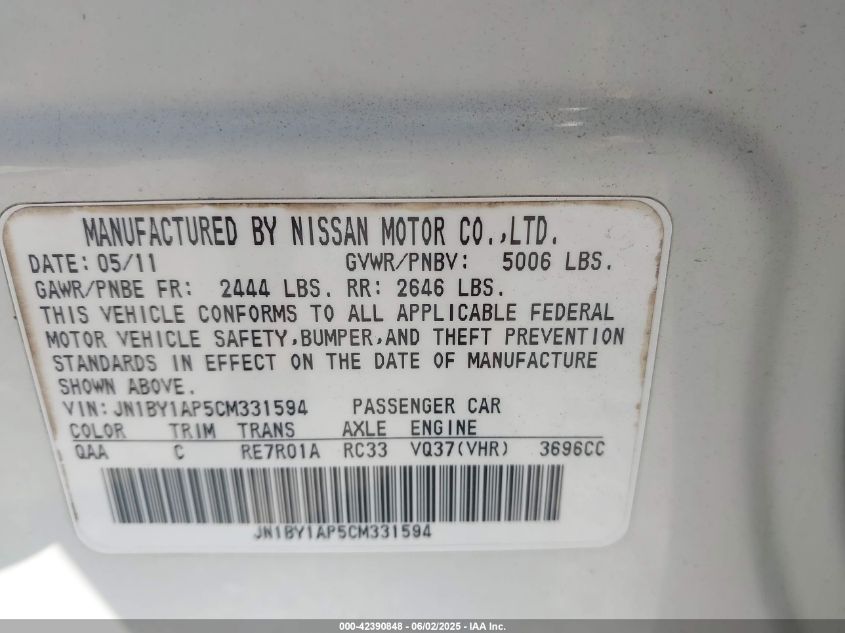 MANUFACTURED BY NISSAN MOTOR CO.,LTD.
DATE: 05/11 GVWR/PNBV: 5006 LBS.
GAWR/PNBE FR: 2444 LBS. RR: 2646 LBS.
THIS VEHICLE CONFORMS TO ALL APPLICABLE FEDERAL
MOTOR VEHICLE SAFETY,BUMPER,AND THEFT PREVENTION
STANDARDS IN EFFECT ON THE DATE OF MANUFACTURE
SHOWN ABOVE.
VIN: JN1BY1AP5CM331594 PASSENGER CAR
COLOR TRIM TRANS AXLE ENGINE
QAA C RE7R01A RC33 VQ37(VHR) 3696CC
JN1BY1AP5CM331594
000-42390848 - 06/02/2025 - IAA Inc.